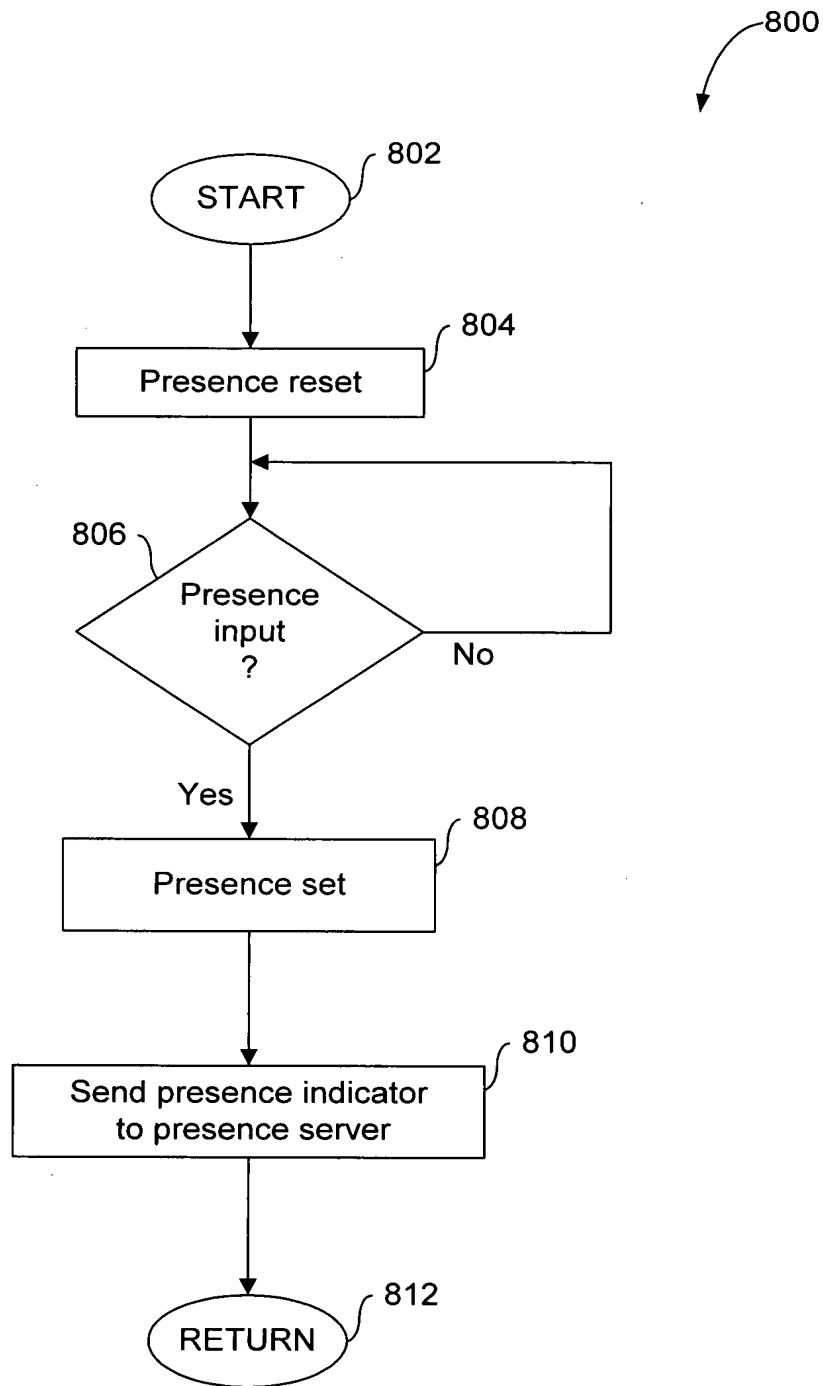 800
802
START
804
Presence reset
806
Presence
input
?
No
Yes
808
Presence set
810
Send presence indicator
to presence server
812
RETURN